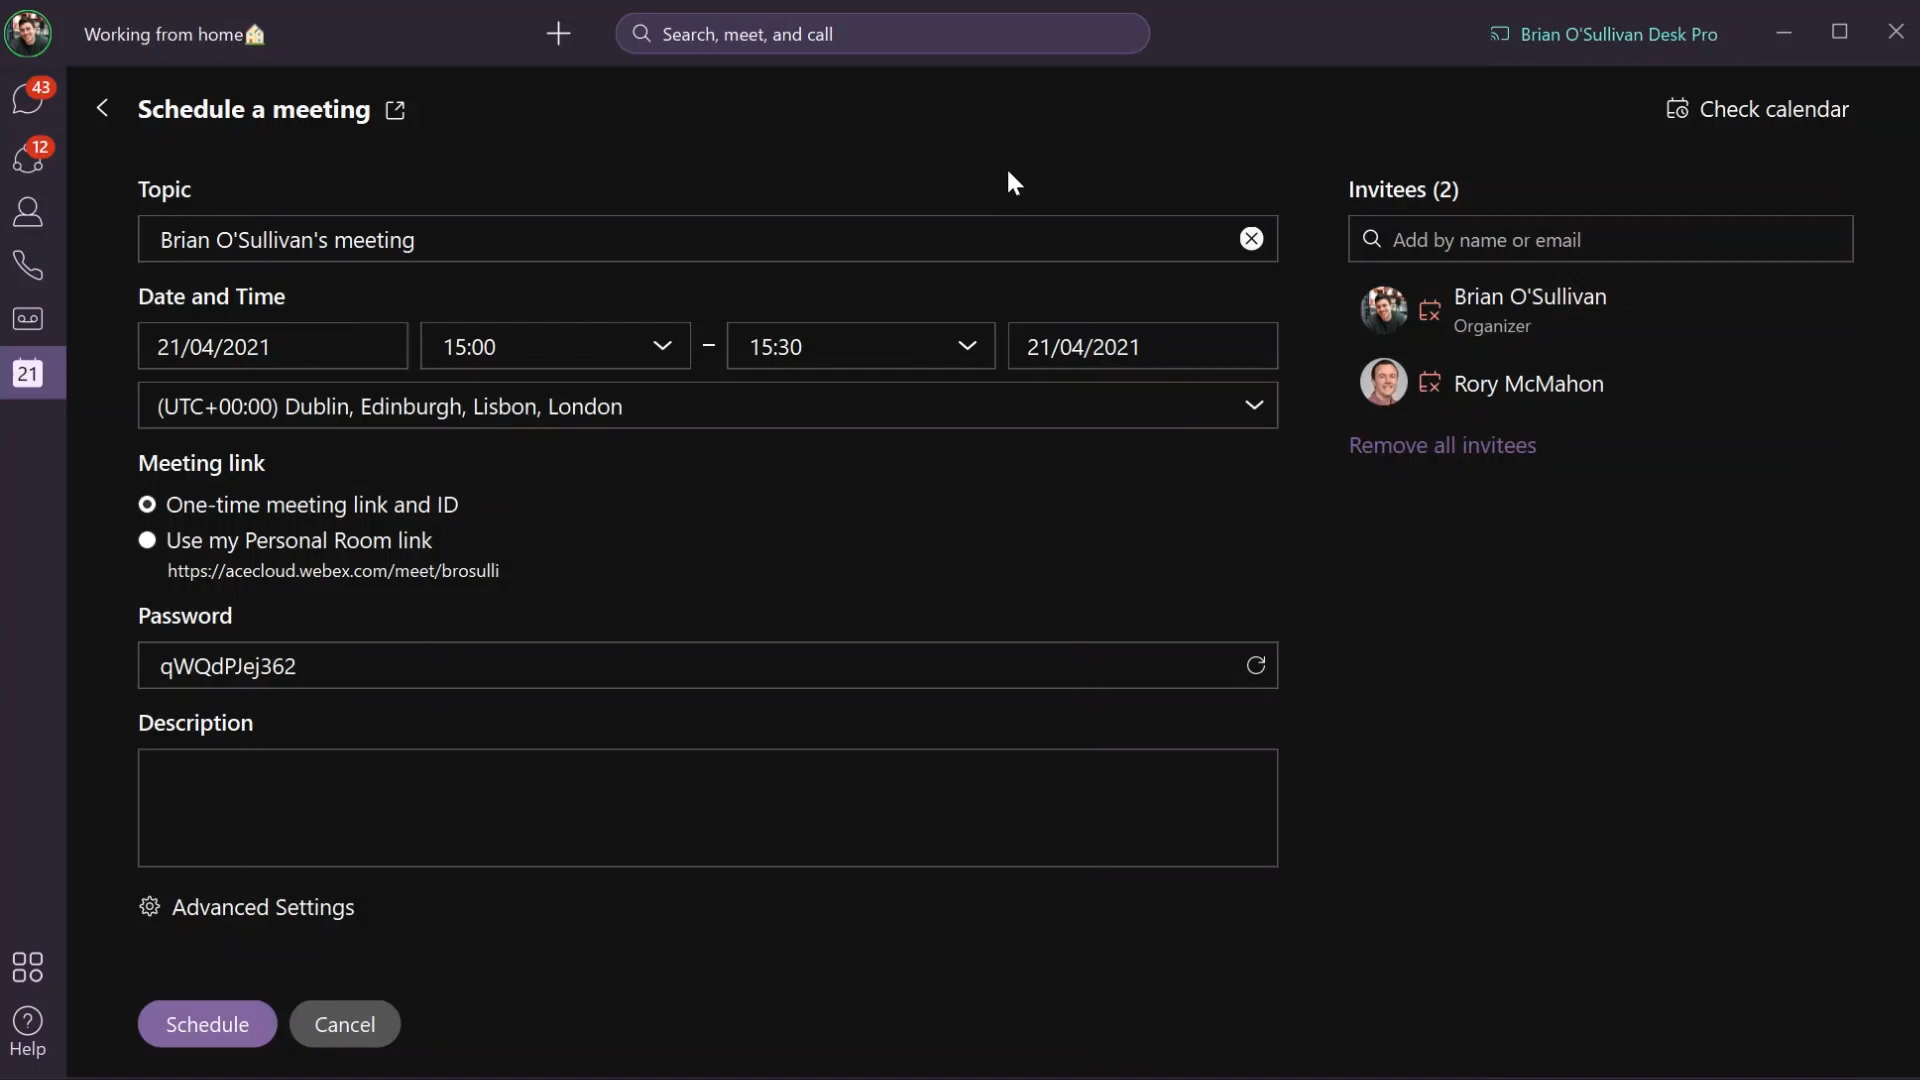 Working from home
Search, meet, and call
Brian O'Sullivan Desk Pro
43
12
21
Help
Schedule a meeting
Check calendar
Topic
Brian O'Sullivan's meeting
Date and Time
21/04/2021
15:00
–
15:30
21/04/2021
(UTC+00:00) Dublin, Edinburgh, Lisbon, London
Meeting link
One-time meeting link and ID
Use my Personal Room link
https://acecloud.webex.com/meet/brosulli
Password
qWQdPJej362
Description
Advanced Settings
Schedule
Cancel
Invitees (2)
Add by name or email
Brian O'Sullivan
Organizer
Rory McMahon
Remove all invitees